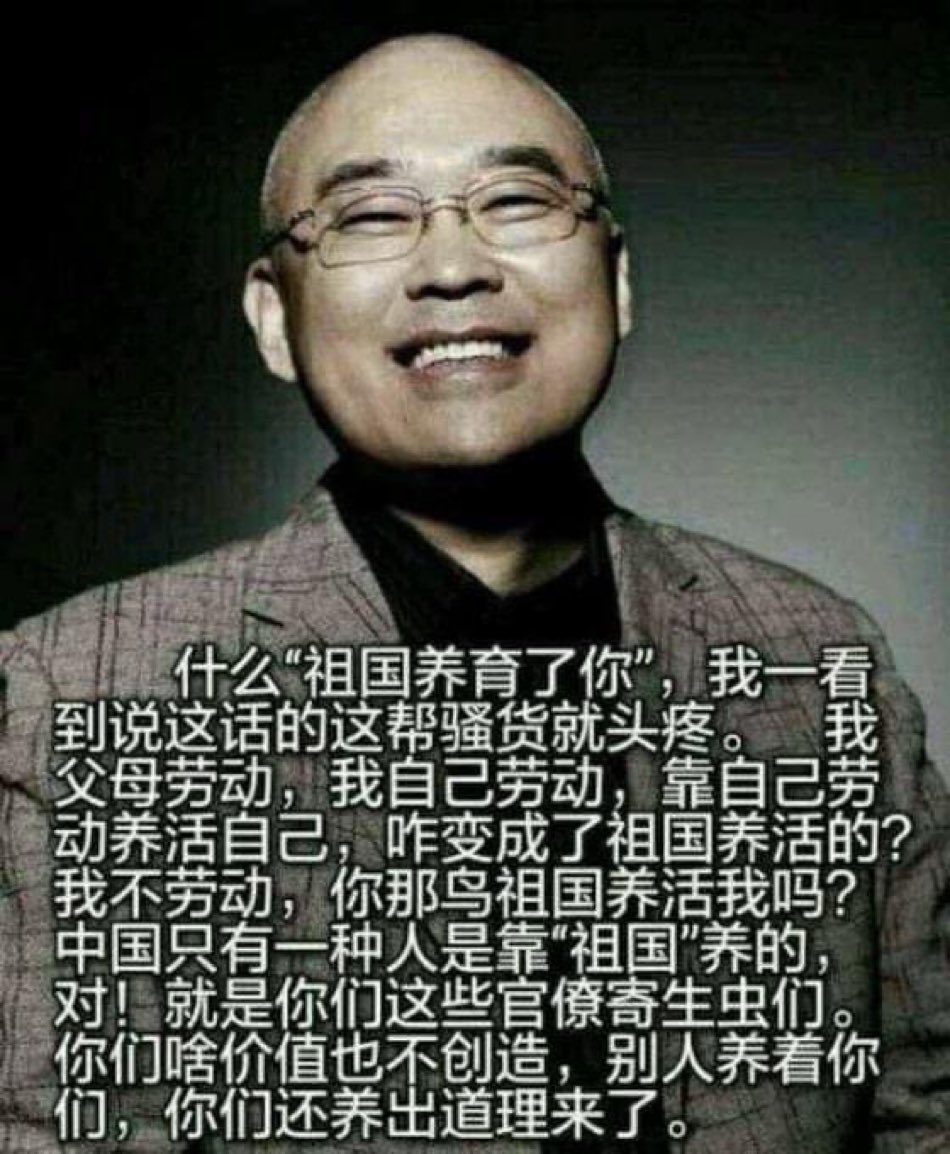 什么“祖国养育了你”，我一看
到说这话的这帮骚货就头疼。 我
父母劳动，我自己劳动，靠自己劳
动养活自己，咋变成了祖国养活的？
我不劳动，你那鸟祖国养活我吗？
中国只有一种人是靠“祖国”养的，
对！就是你们这些官僚寄生虫们。
你们啥价值也不创造，别人养着你
们，你们还养出道理来了。